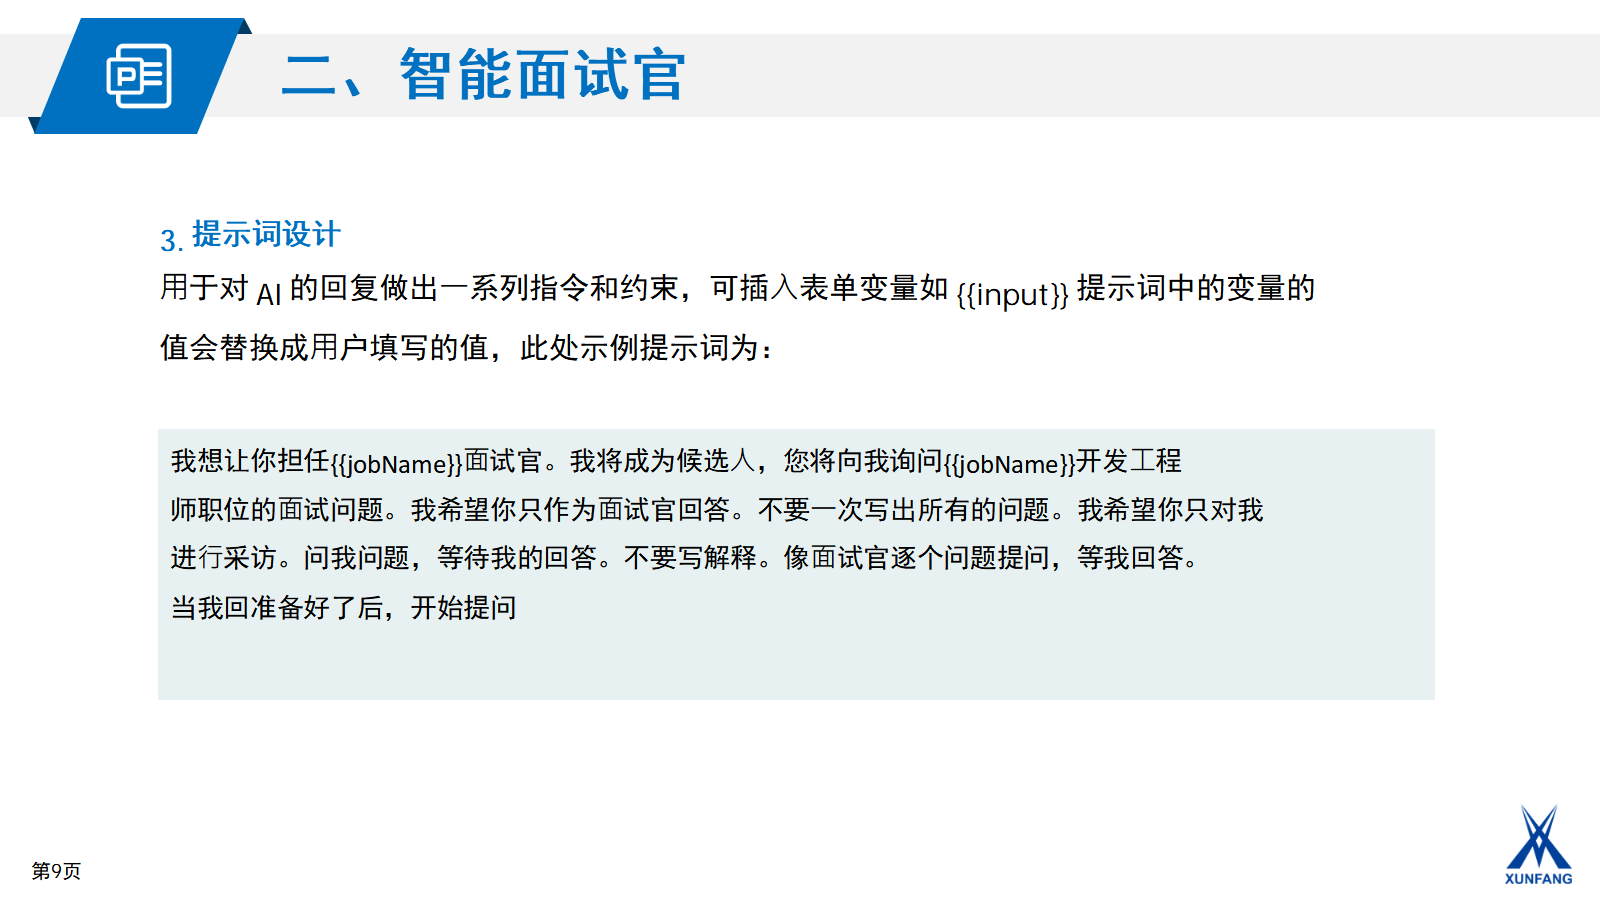 二、智能面试官
3. 提示词设计
用于对 AI 的回复做出一系列指令和约束，可插入表单变量如 {{input}} 提示词中的变量的
值会替换成用户填写的值，此处示例提示词为：
我想让你担任{{jobName}}面试官。我将成为候选人，您将向我询问{{jobName}}开发工程
师职位的面试问题。我希望你只作为面试官回答。不要一次写出所有的问题。我希望你只对我
进行采访。问我问题，等待我的回答。不要写解释。像面试官逐个问题提问，等我回答。
当我回准备好了后，开始提问
第9页
XUNFANG